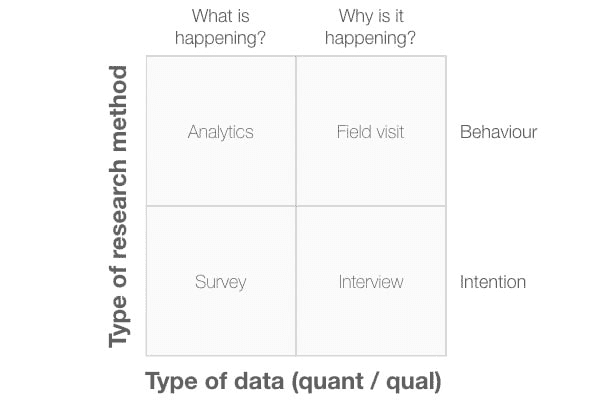 What is
happening?
Why is it
happening?
Type of research method
Analytics
Field visit
Behaviour
Survey
Interview
Intention
Type of data (quant / qual)